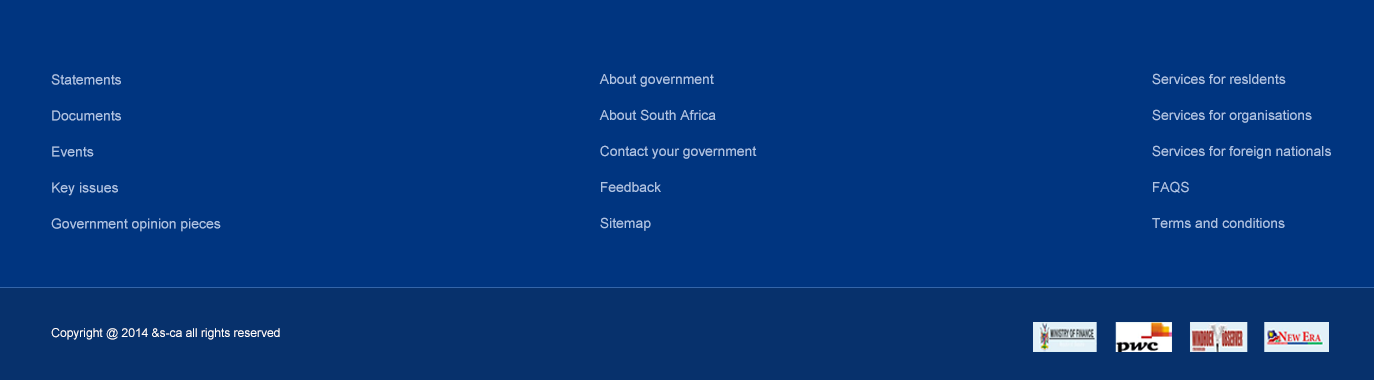 Statements
Documents
Events
Key issues
Government opinion pieces
About government
About South Africa
Contact your government
Feedback
Sitemap
Services for resIdents
Services for organisations
Services for foreign nationals
FAQS
Terms and conditions
Copyright @ 2014 &s-ca all rights reserved
MINISTRY OF FINANCE
pwc
WINDHOEK OBSERVER
NEW ERA